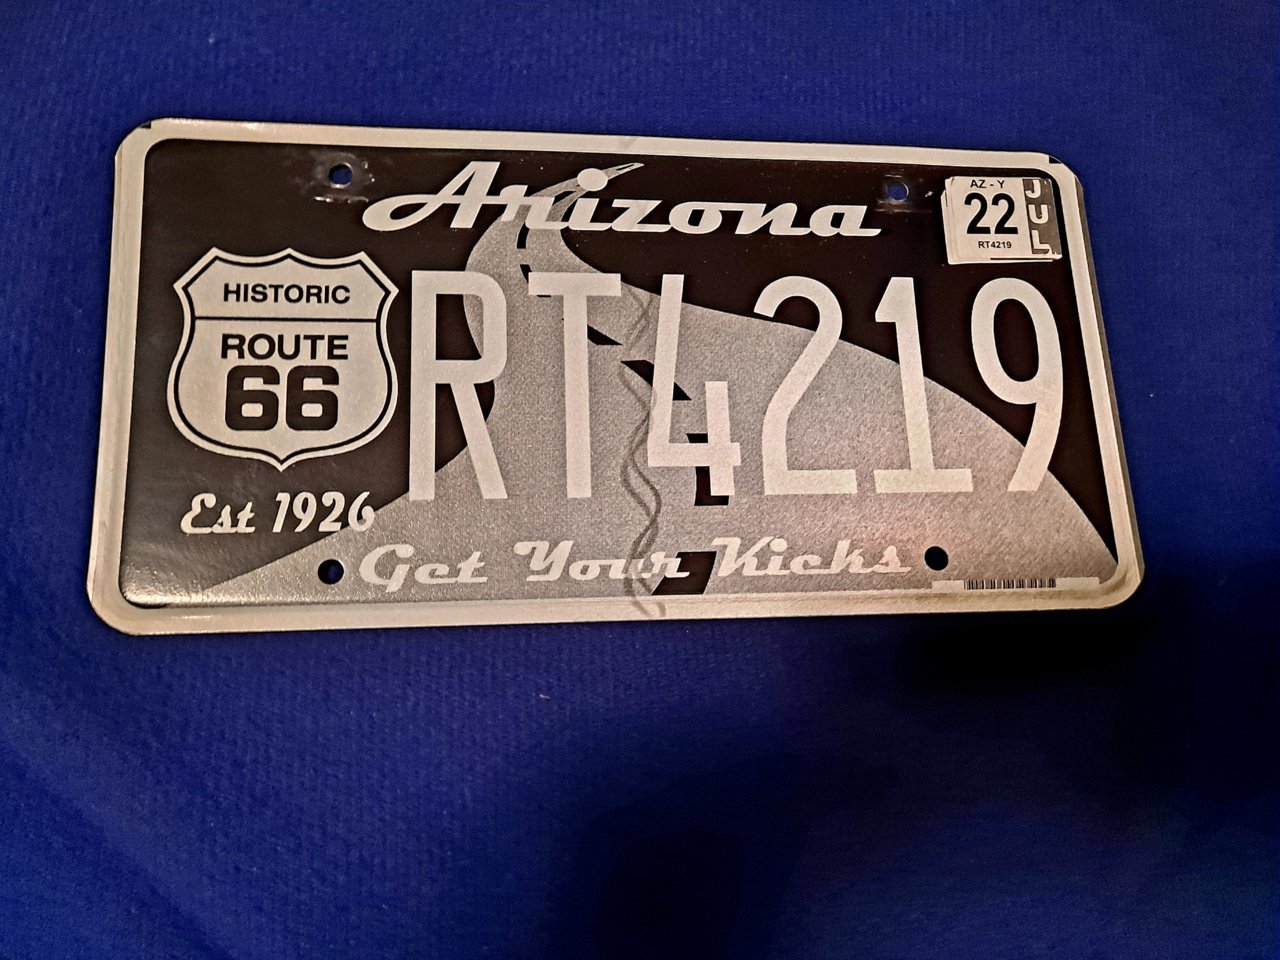 Arizona
AZ - Y
22
JUL
RT4219
HISTORIC
ROUTE
66
RT4219
Est 1926
Get Your Kicks